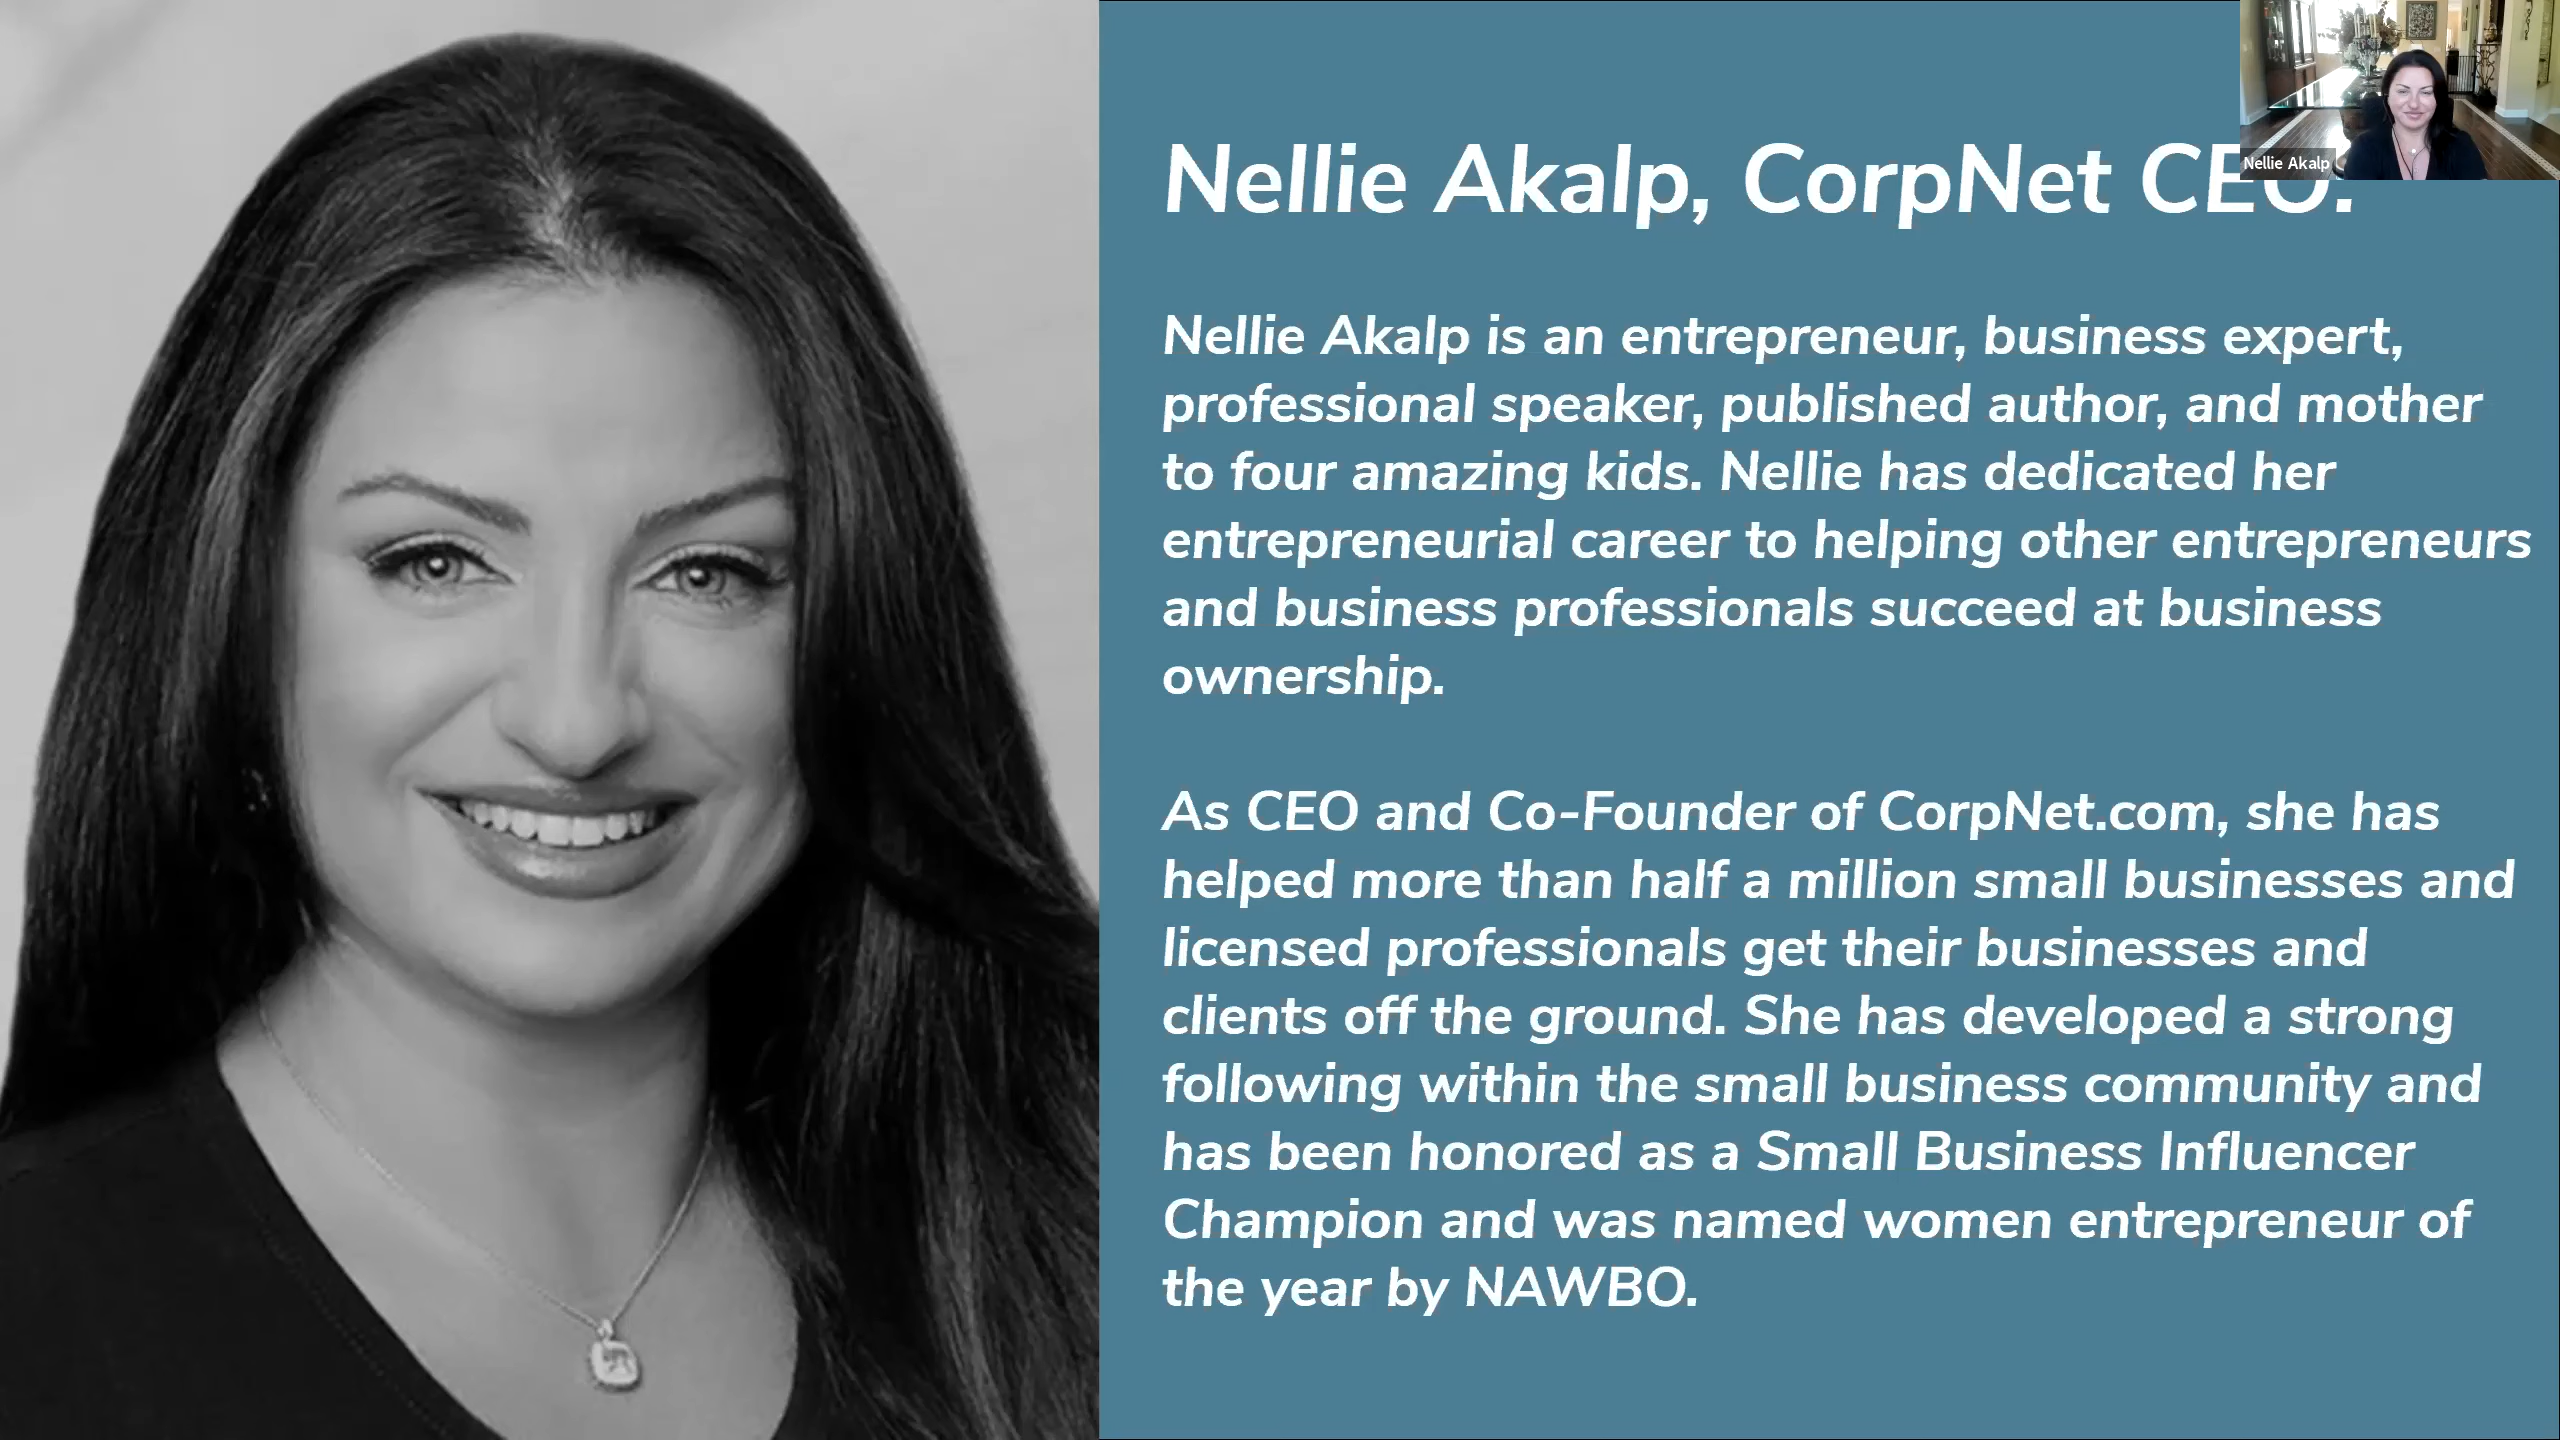 Nellie Akalp, CorpNet CEO.
Nellie Akalp
Nellie Akalp is an entrepreneur, business expert,
professional speaker, published author, and mother
to four amazing kids. Nellie has dedicated her
entrepreneurial career to helping other entrepreneurs
and business professionals succeed at business
ownership.
As CEO and Co-Founder of CorpNet.com, she has
helped more than half a million small businesses and
licensed professionals get their businesses and
clients off the ground. She has developed a strong
following within the small business community and
has been honored as a Small Business Influencer
Champion and was named women entrepreneur of
the year by NAWBO.